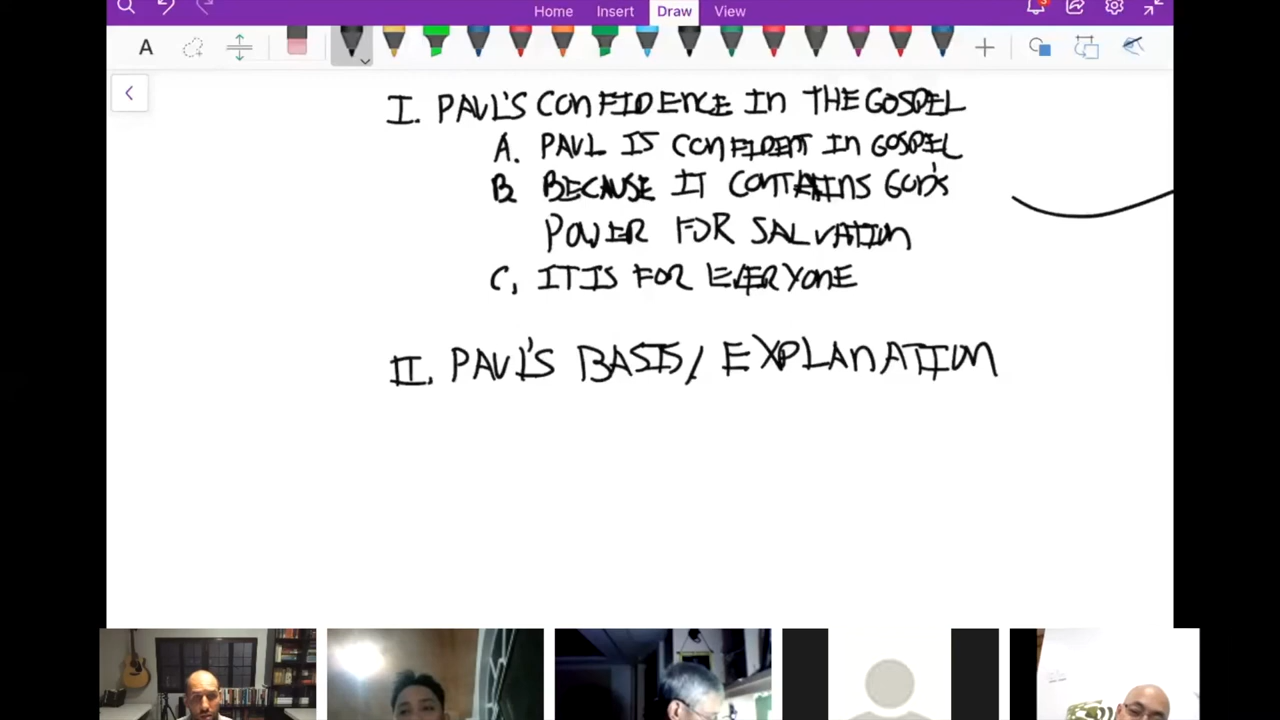 Home Insert Draw View
3
A
I. PAUL'S CONFIDENCE IN THE GOSPEL
A. PAUL IS CONFIDENT IN GOSPEL
B. BECAUSE IT CONTAINS GOD'S
POWER FOR SALVATION
C. IT IS FOR EVERYONE
II. PAUL'S BASIS/EXPLANATION